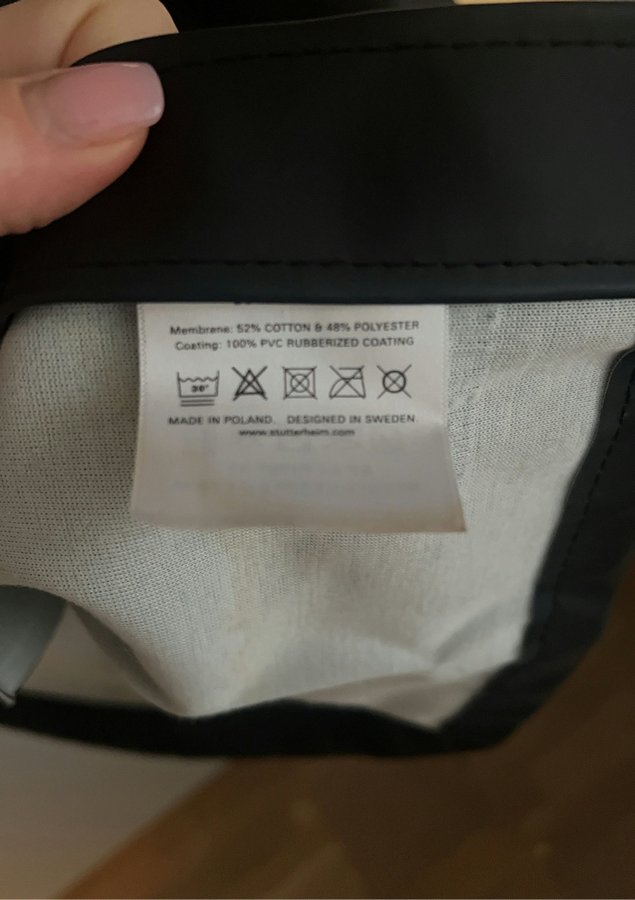 Membrane: 52% COTTON & 48% POLYESTER
Coating: 100% PVC RUBBERIZED COATING
30°
MADE IN POLAND. DESIGNED IN SWEDEN.
www.stutterheim.com